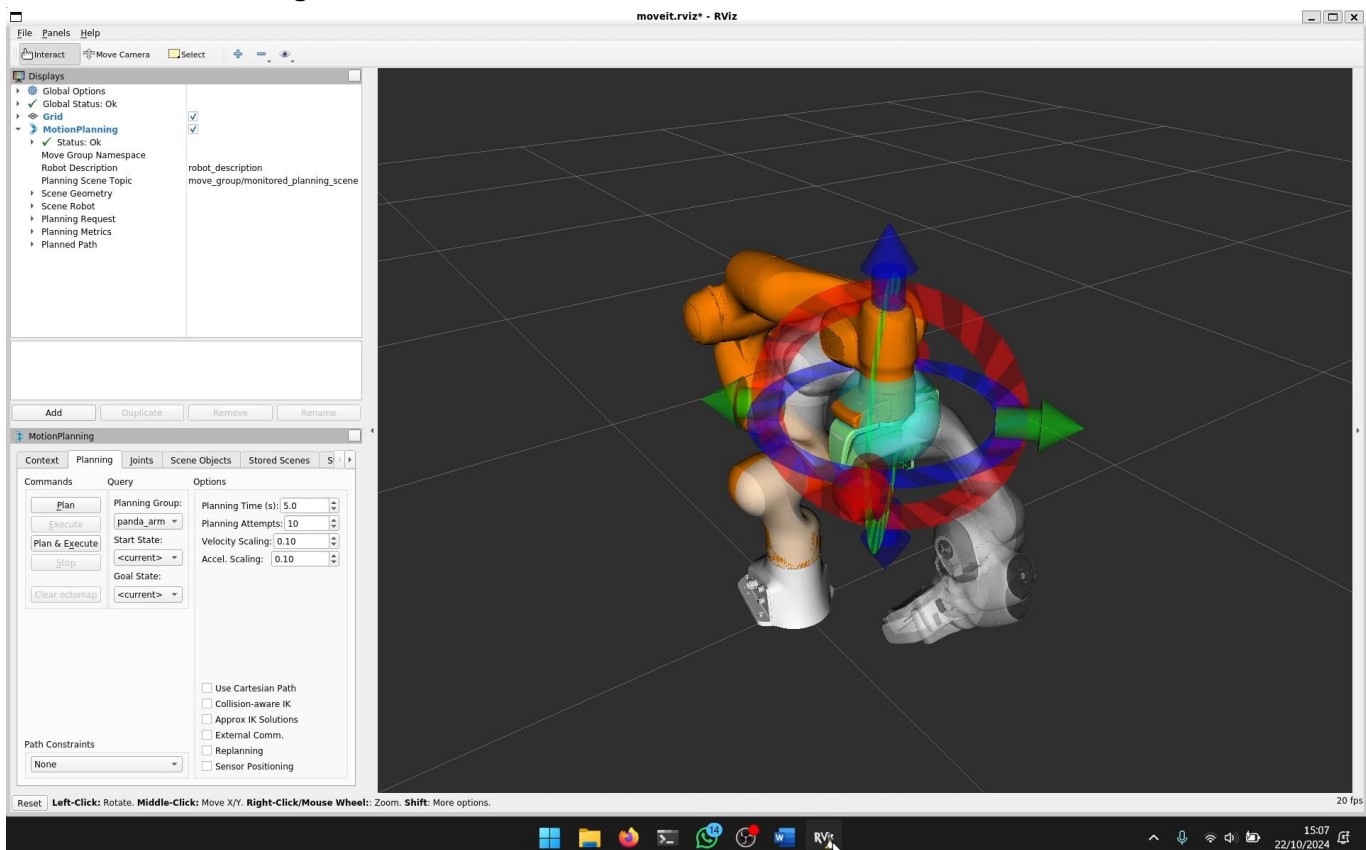 moveit.rviz* - RViz
File Panels Help
Interact Move Camera Select
Displays
Global Options
Global Status: Ok
Grid
MotionPlanning
Status: Ok
Move Group Namespace
Robot Description robot_description
Planning Scene Topic move_group/monitored_planning_scene
Scene Geometry
Scene Robot
Planning Request
Planning Metrics
Planned Path
Add Duplicate Remove Rename
MotionPlanning
Context Planning Joints Scene Objects Stored Scenes S
Commands Query Options
Plan Planning Group: Planning Time (s): 5.0
Execute panda_arm Planning Attempts: 10
Plan & Execute Start State: Velocity Scaling: 0.10
Stop <current> Accel. Scaling: 0.10
Goal State:
Clear octomap <current>
Use Cartesian Path
Collision-aware IK
Approx IK Solutions
External Comm.
Path Constraints Replanning
None Sensor Positioning
Reset Left-Click: Rotate. Middle-Click: Move X/Y. Right-Click/Mouse Wheel:: Zoom. Shift: More options. 20 fps
14 W RViz 15:07
22/10/2024